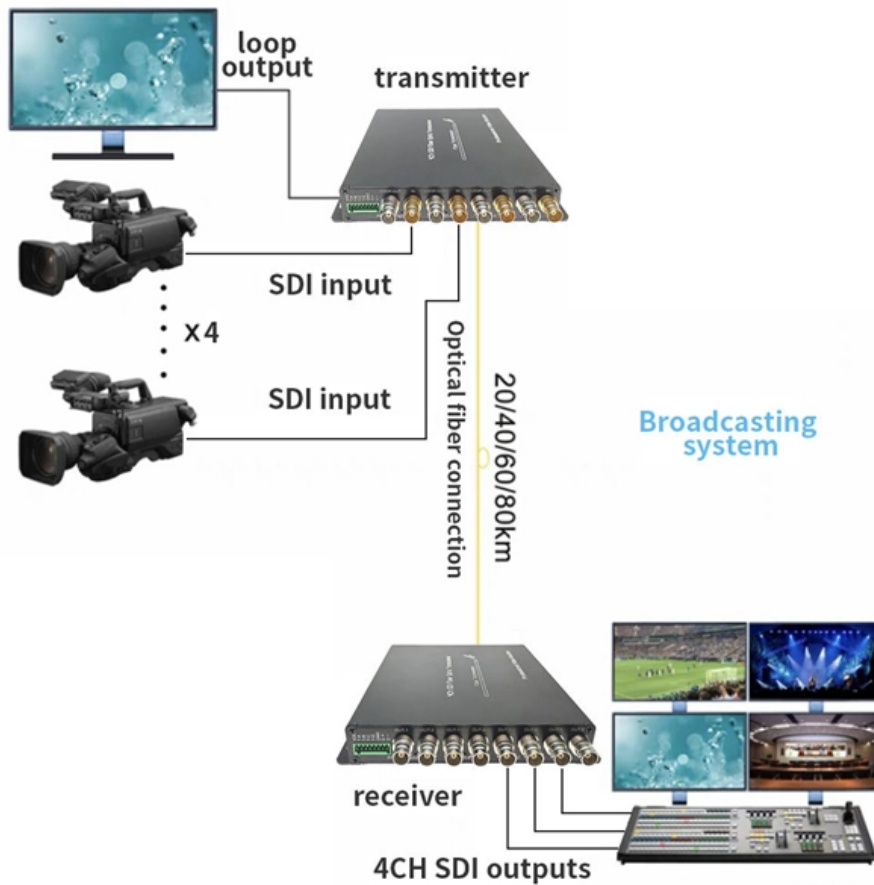 loop
output
transmitter
SDI input
x4
SDI input
Optical fiber connection
20/40/60/80km
Broadcasting
system
receiver
4CH SDI outputs